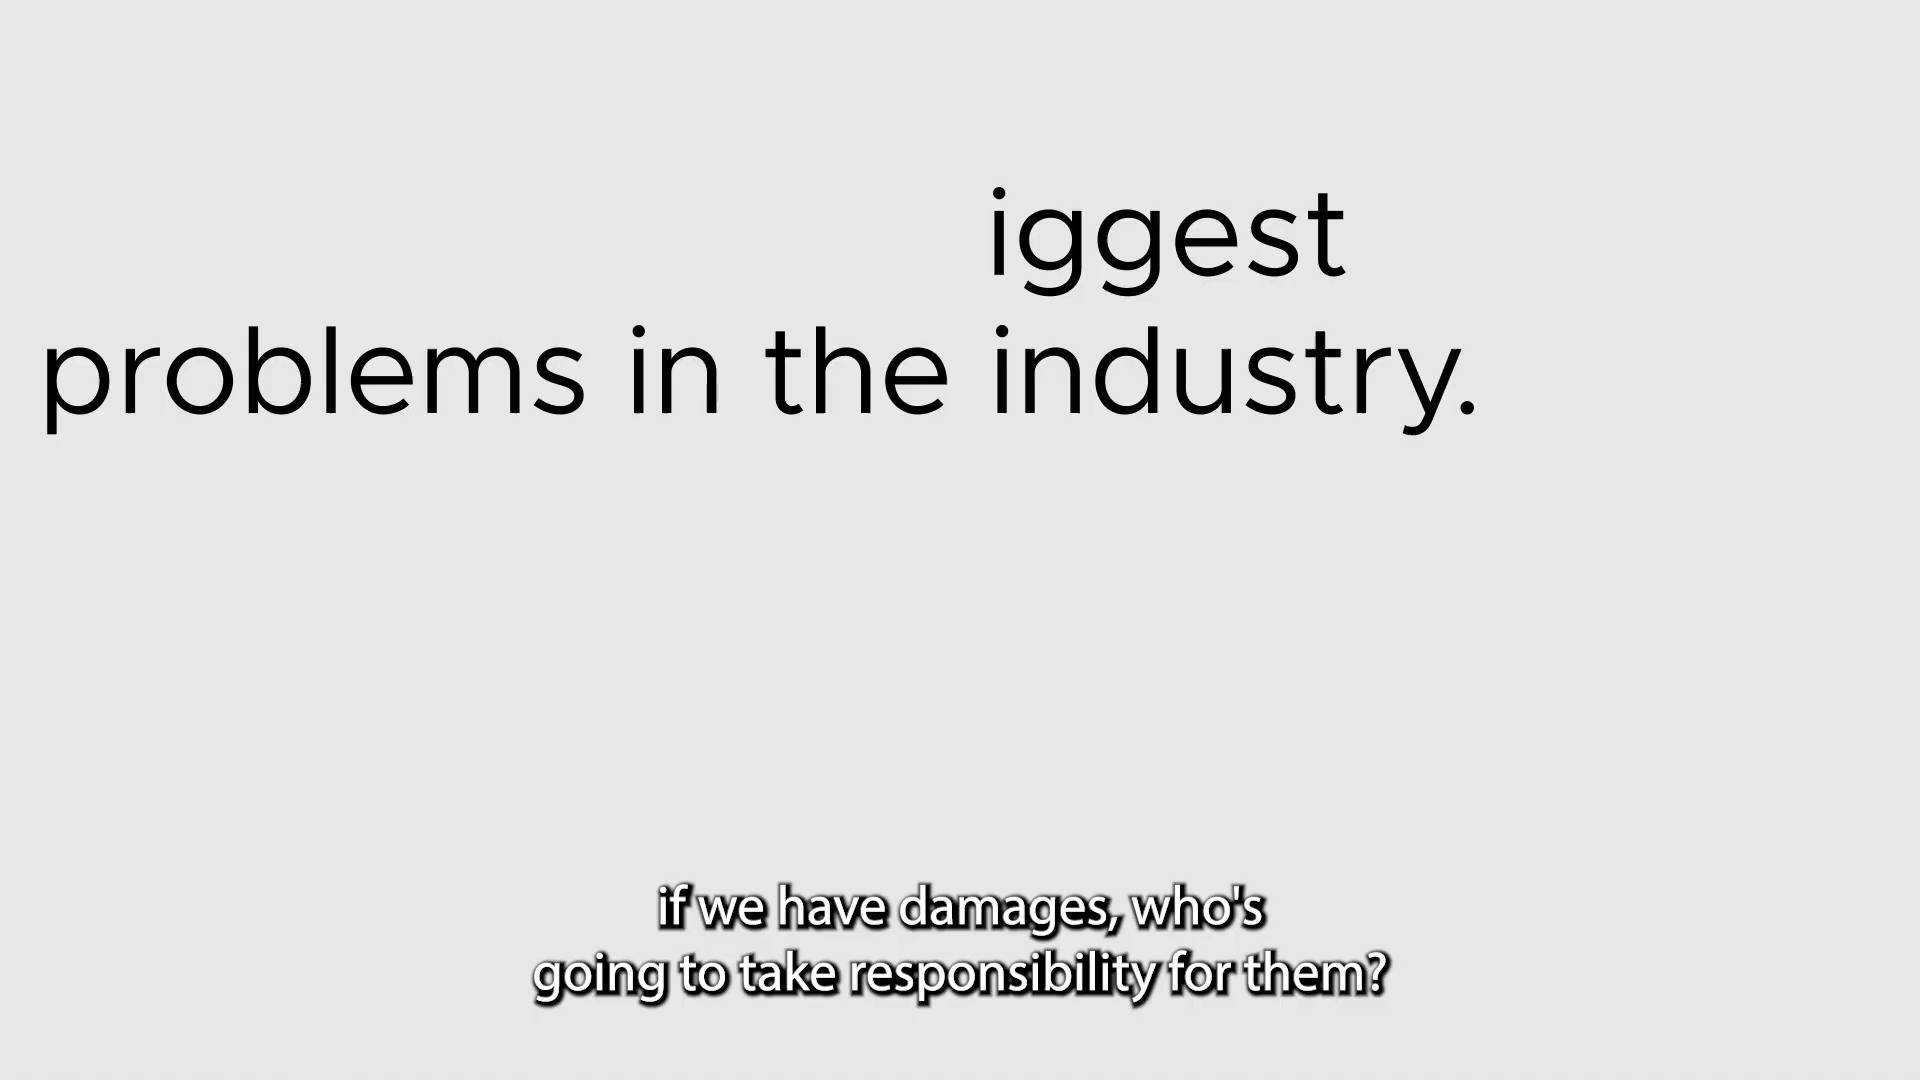 iggest
problems in the industry.
if we have damages, who's
going to take responsibility for them?